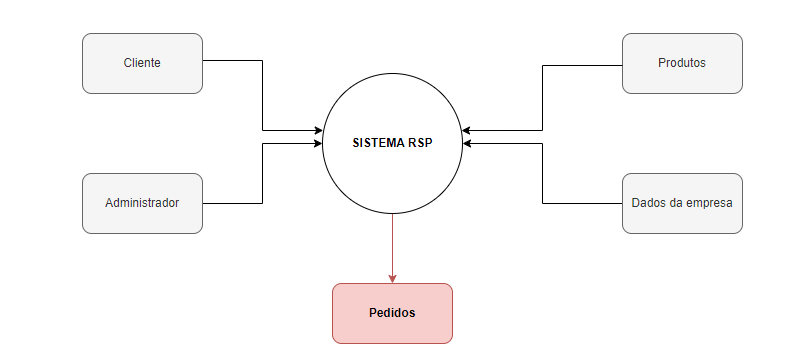 Cliente
Produtos
SISTEMA RSP
Administrador
Dados da empresa
Pedidos